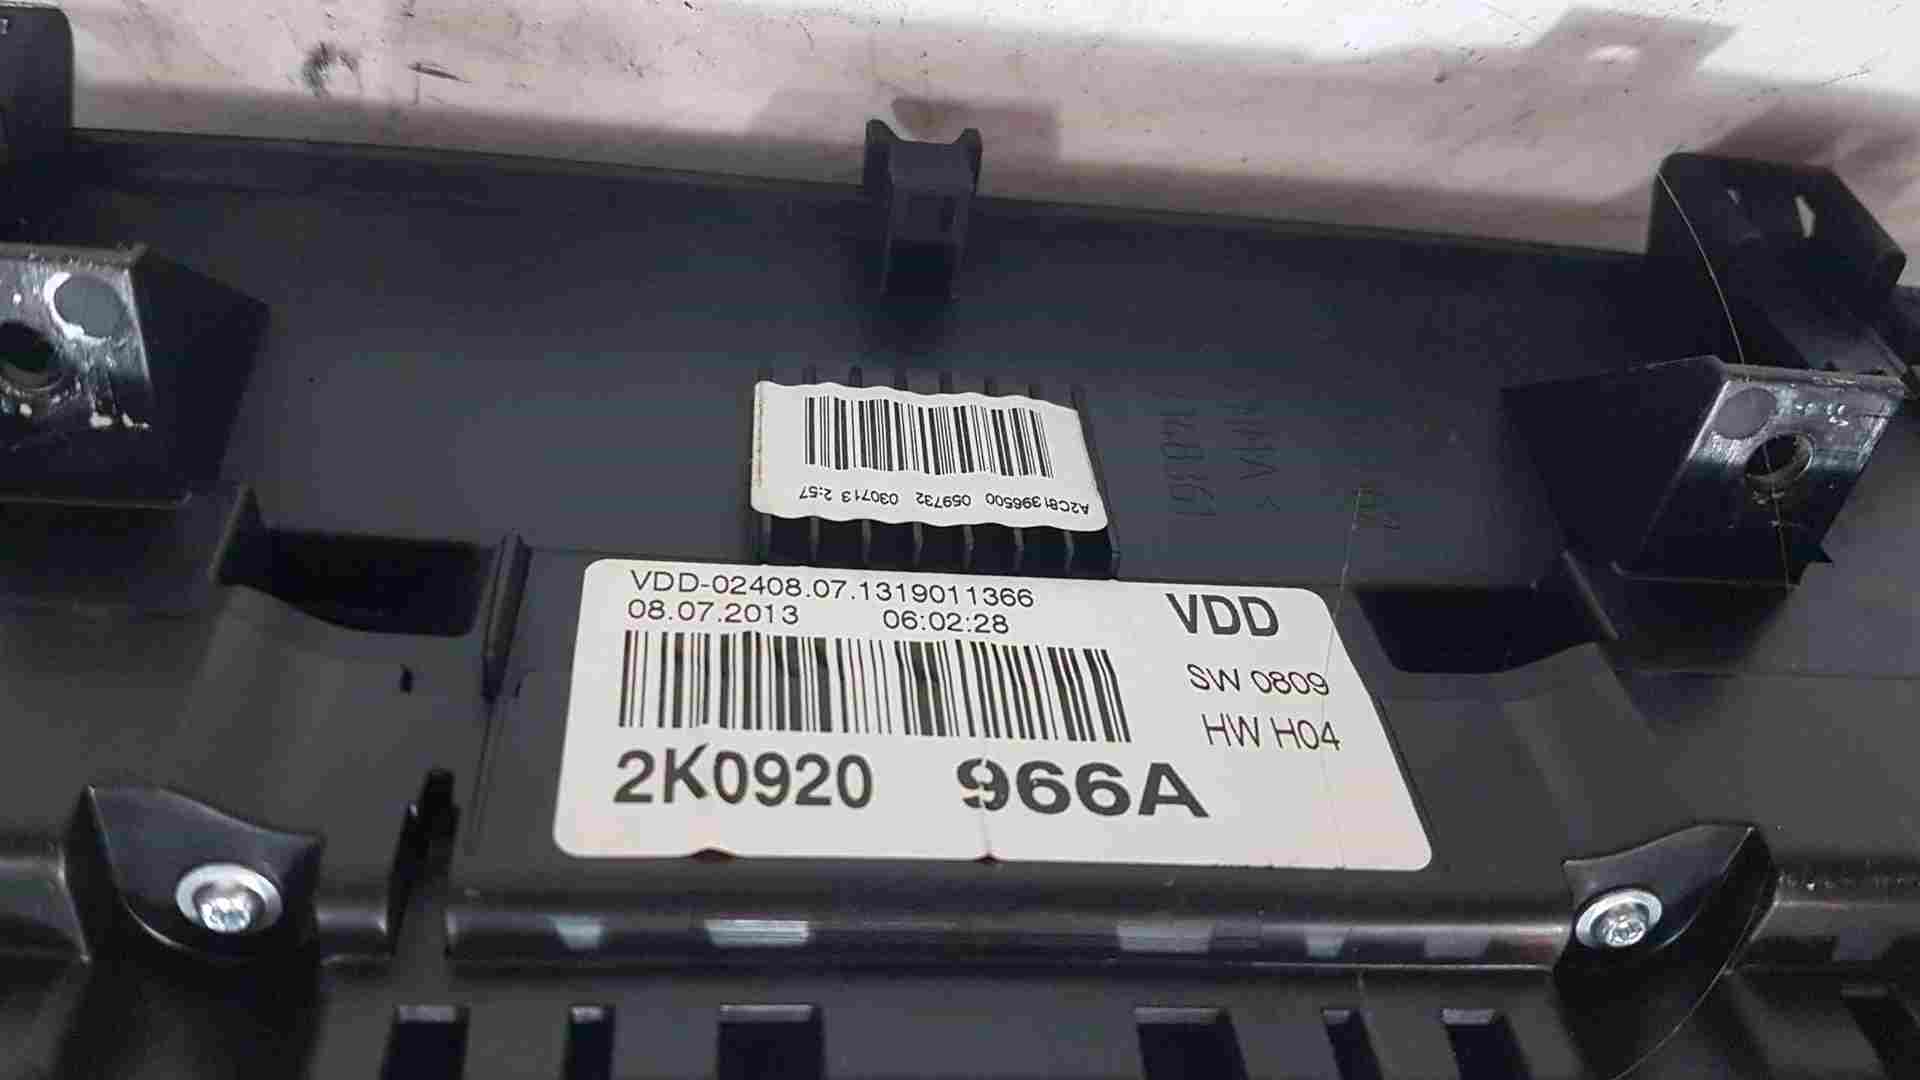 A2C81396500 059732 030713 2:57
VDD-02408.07.1319011366
08.07.2013 06:02:28
VDD
SW 0809
HW H04
2K0920 966A